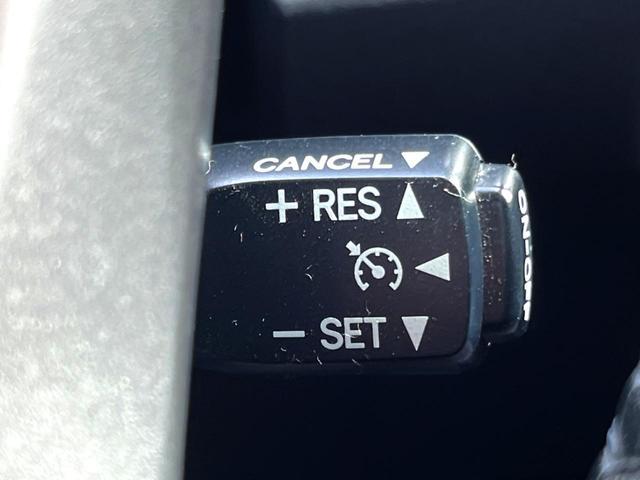 CANCEL
+ RES
- SET
ON-OFF